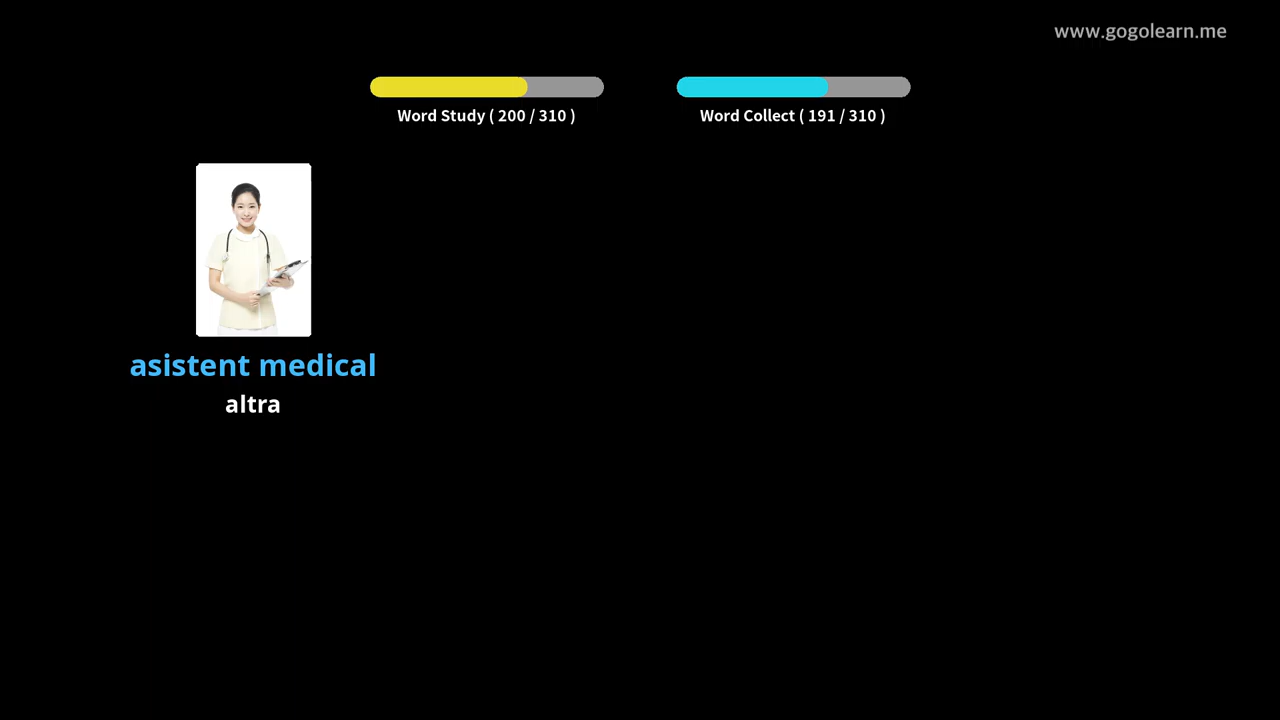 www.gogolearn.me
Word Study ( 200 / 310 )
Word Collect ( 191 / 310 )
asistent medical
altra